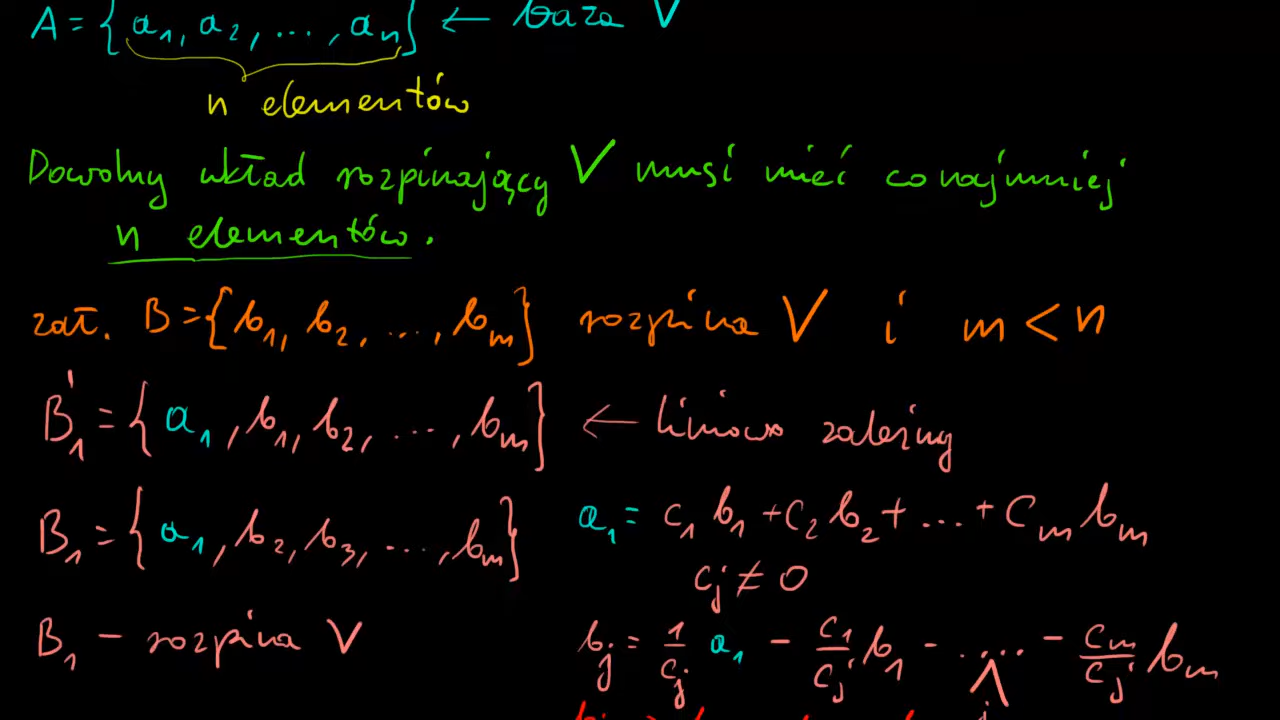 A = {a₁, a₂, ..., aₙ} ← baza V
n elementów
Dowolny układ rozpinający V musi mieć conajmniej
n elementów.
zał. B = {b₁, b₂, ..., bₘ} rozpina V i m < n
B₁' = {a₁, b₁, b₂, ..., bₘ} ← liniowo zależny
B₁ = {a₁, b₂, b₃, ..., bₘ} a₁ = c₁b₁ + c₂b₂ + ... + cₘbₘ
cⱼ ≠ 0
B₁ - rozpina V bⱼ = 1/cⱼ a₁ - c₁/cⱼ b₁ - ..... - cₘ/cⱼ bₘ